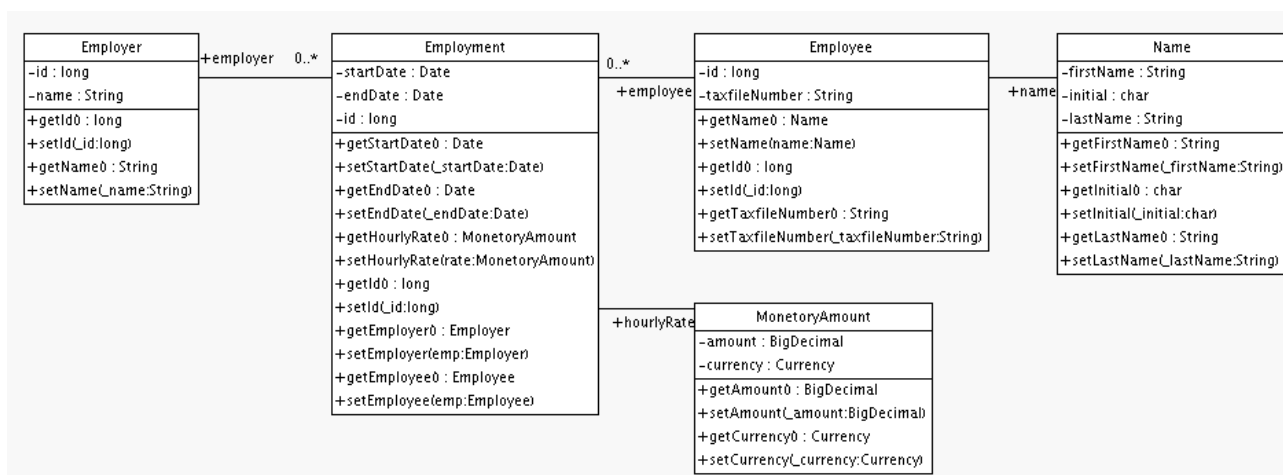 Employer
-id : long
-name : String
+getId() : long
+setId(_id:long)
+getName() : String
+setName(_name:String)
+employer
0..*
Employment
-startDate : Date
-endDate : Date
-id : long
+getStartDate() : Date
+setStartDate(_startDate:Date)
+getEndDate() : Date
+setEndDate(_endDate:Date)
+getHourlyRate() : MonetoryAmount
+setHourlyRate(rate:MonetoryAmount)
+getId() : long
+setId(_id:long)
+getEmployer() : Employer
+setEmployer(emp:Employer)
+getEmployee() : Employee
+setEmployee(emp:Employee)
0..*
+employee
Employee
-id : long
-taxfileNumber : String
+getName() : Name
+setName(name:Name)
+getId() : long
+setId(_id:long)
+getTaxfileNumber() : String
+setTaxfileNumber(_taxfileNumber:String)
+name
Name
-firstName : String
-initial : char
-lastName : String
+getFirstName() : String
+setFirstName(_firstName:String)
+getInitial() : char
+setInitial(_initial:char)
+getLastName() : String
+setLastName(_lastName:String)
+hourlyRate
MonetoryAmount
-amount : BigDecimal
-currency : Currency
+getAmount() : BigDecimal
+setAmount(_amount:BigDecimal)
+getCurrency() : Currency
+setCurrency(_currency:Currency)